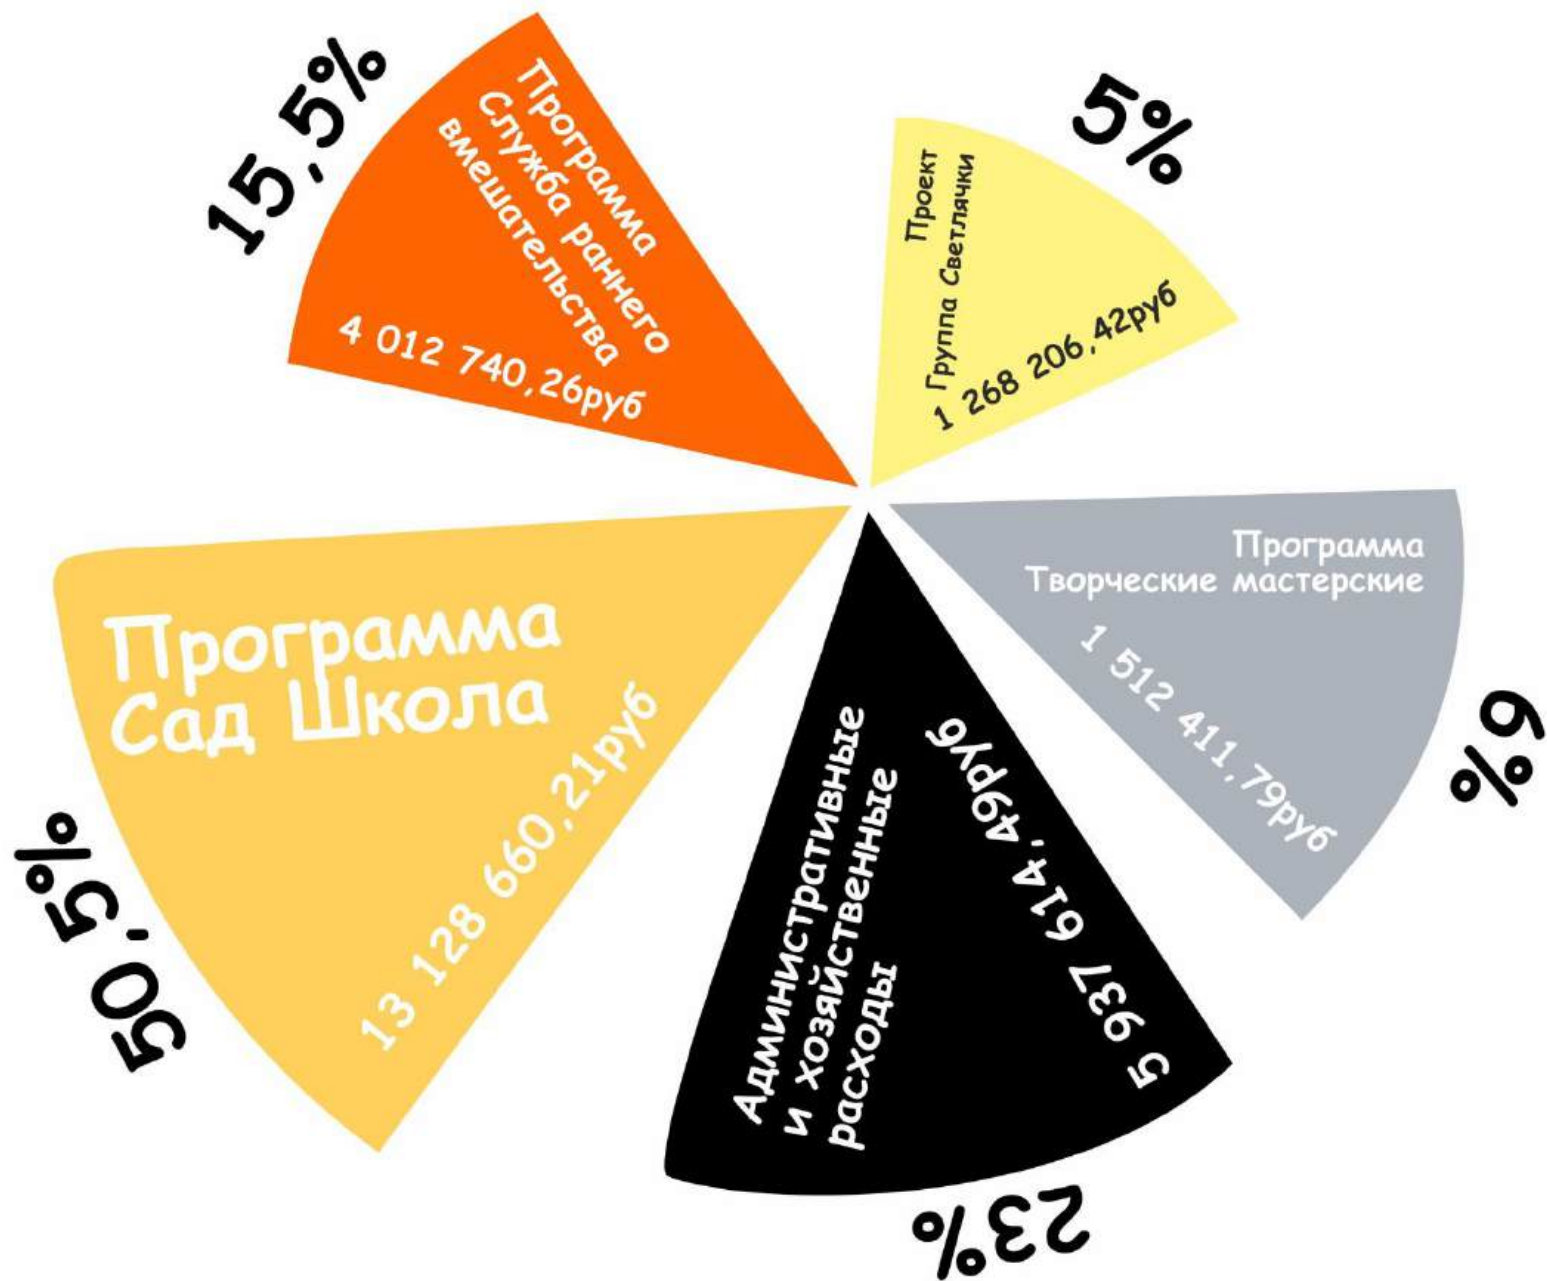 15,5%
Программа
Служба раннего
вмешательства
4 012 740,26руб
5%
Проект
Группа Светлячки
1 268 206,42руб
Программа
Творческие мастерские
1 512 411,79руб
6%
Административные
и хозяйственные
расходы
5 937 614,49руб
23%
Программа
Сад Школа
13 128 660,21руб
50,5%